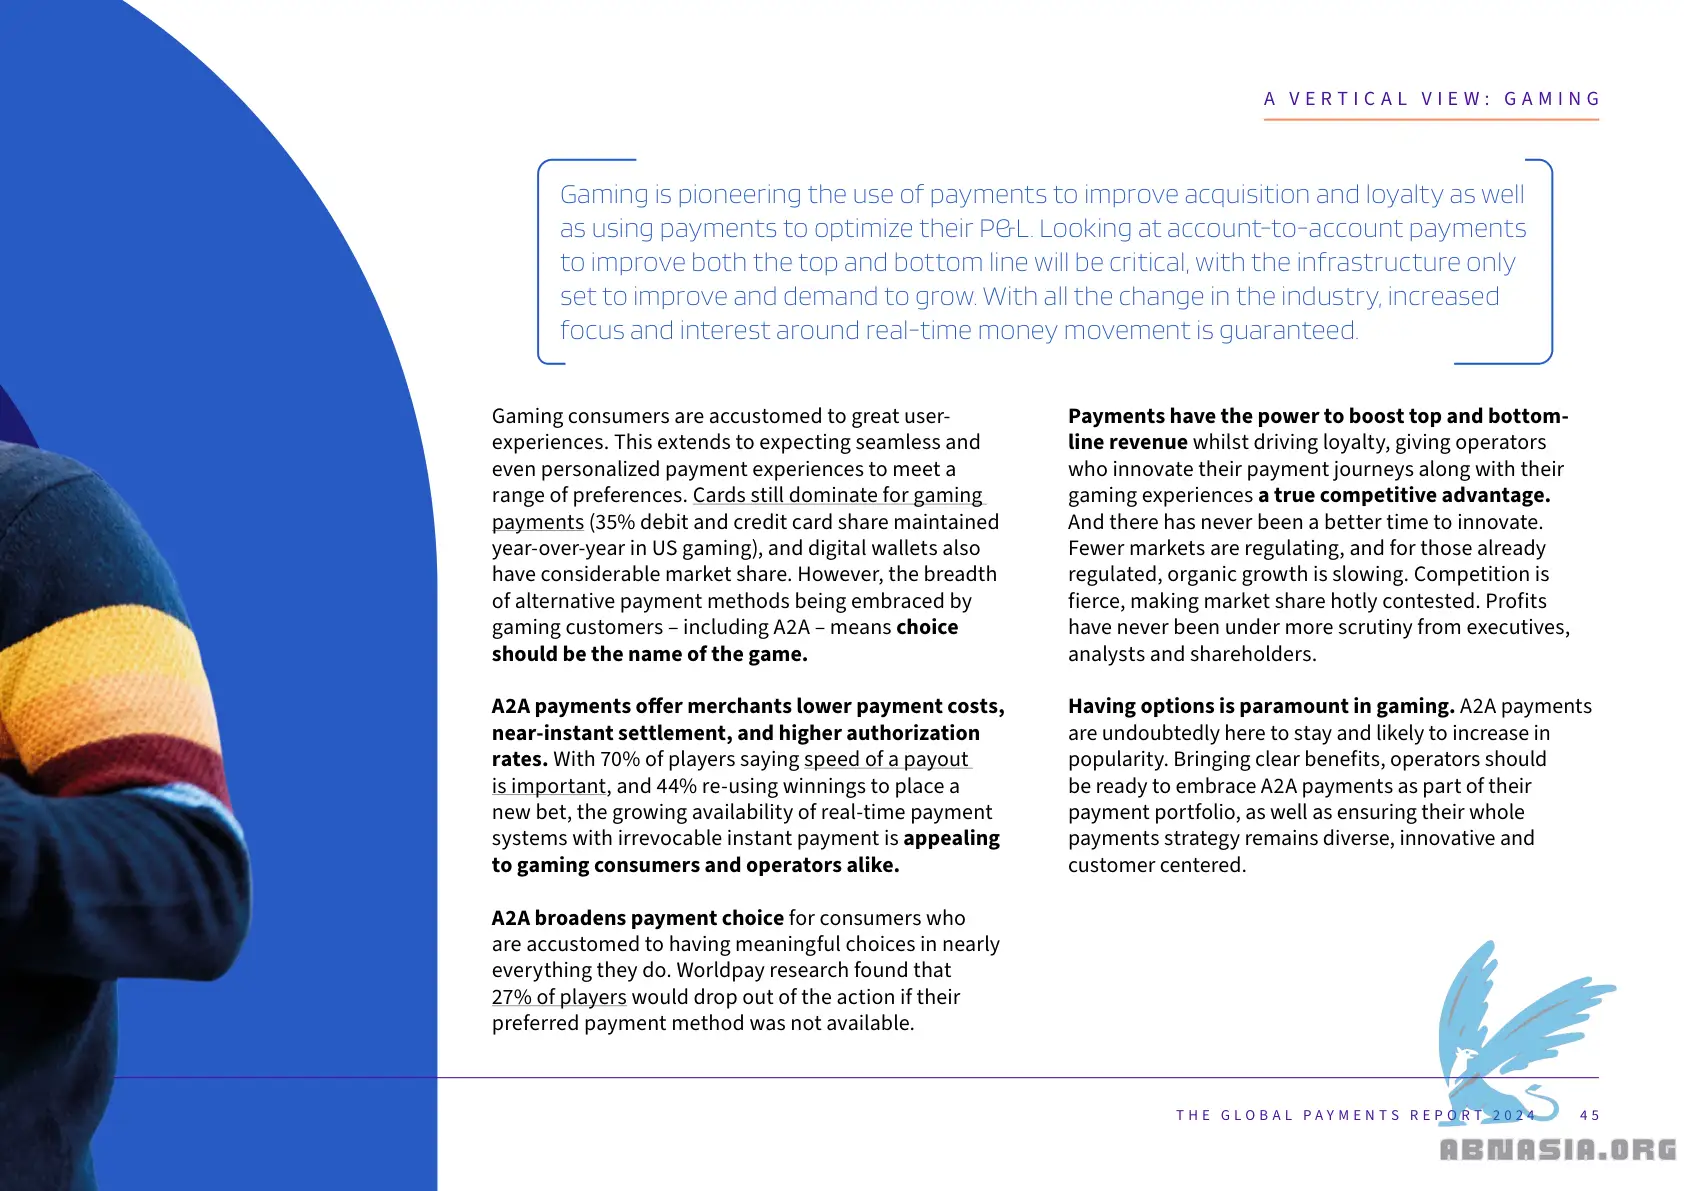 A VERTICAL VIEW: GAMING
Gaming is pioneering the use of payments to improve acquisition and loyalty as well
as using payments to optimize their P&L. Looking at account-to-account payments
to improve both the top and bottom line will be critical, with the infrastructure only
set to improve and demand to grow. With all the change in the industry, increased
focus and interest around real-time money movement is guaranteed.
Gaming consumers are accustomed to great user-
experiences. This extends to expecting seamless and
even personalized payment experiences to meet a
range of preferences. Cards still dominate for gaming
payments (35% debit and credit card share maintained
year-over-year in US gaming), and digital wallets also
have considerable market share. However, the breadth
of alternative payment methods being embraced by
gaming customers – including A2A – means choice
should be the name of the game.
A2A payments offer merchants lower payment costs,
near-instant settlement, and higher authorization
rates. With 70% of players saying speed of a payout
is important, and 44% re-using winnings to place a
new bet, the growing availability of real-time payment
systems with irrevocable instant payment is appealing
to gaming consumers and operators alike.
A2A broadens payment choice for consumers who
are accustomed to having meaningful choices in nearly
everything they do. Worldpay research found that
27% of players would drop out of the action if their
preferred payment method was not available.
Payments have the power to boost top and bottom-
line revenue whilst driving loyalty, giving operators
who innovate their payment journeys along with their
gaming experiences a true competitive advantage.
And there has never been a better time to innovate.
Fewer markets are regulating, and for those already
regulated, organic growth is slowing. Competition is
fierce, making market share hotly contested. Profits
have never been under more scrutiny from executives,
analysts and shareholders.
Having options is paramount in gaming. A2A payments
are undoubtedly here to stay and likely to increase in
popularity. Bringing clear benefits, operators should
be ready to embrace A2A payments as part of their
payment portfolio, as well as ensuring their whole
payments strategy remains diverse, innovative and
customer centered.
THE GLOBAL PAYMENTS REPORT 2024 45
ABNASIA.ORG